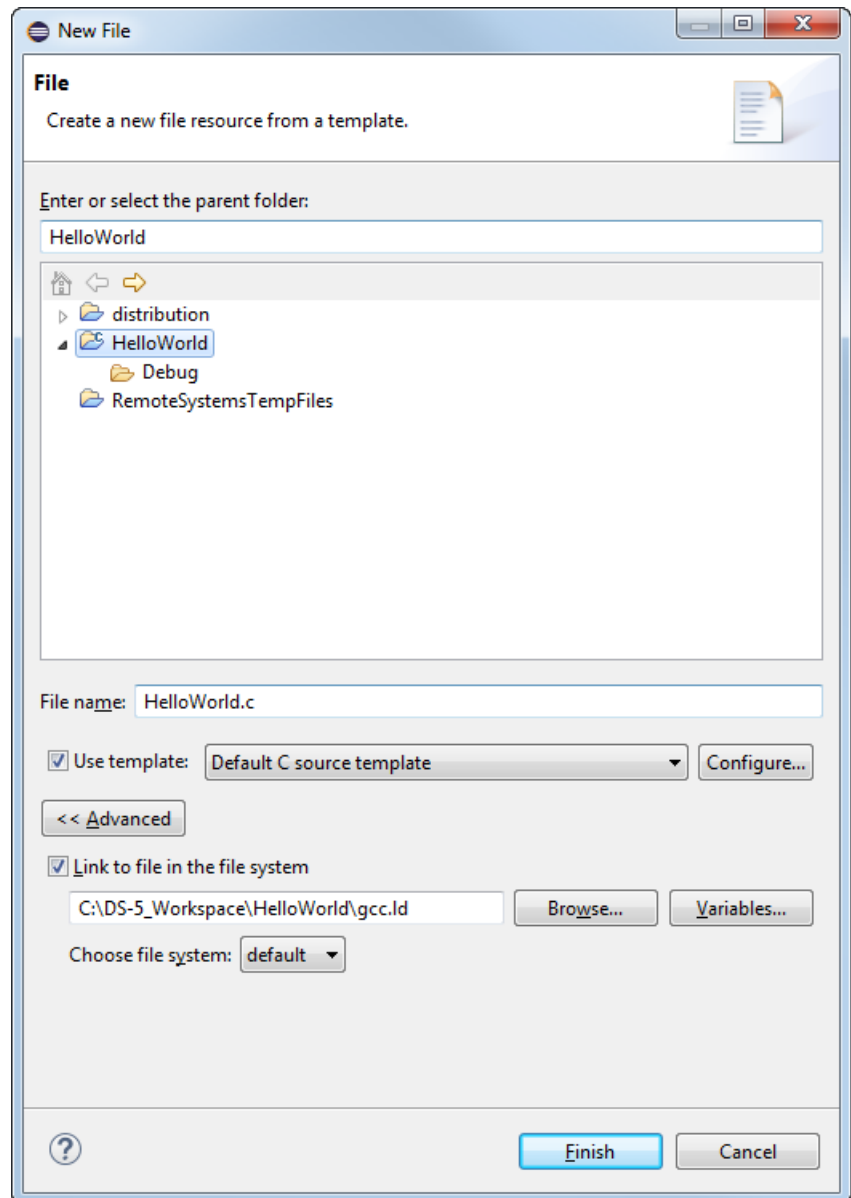 New File
File
Create a new file resource from a template.
Enter or select the parent folder:
HelloWorld
distribution
HelloWorld
Debug
RemoteSystemsTempFiles
File name: HelloWorld.c
Use template: Default C source template Configure...
<< Advanced
Link to file in the file system
C:\DS-5_Workspace\HelloWorld\gcc.ld Browse... Variables...
Choose file system: default
? Finish Cancel